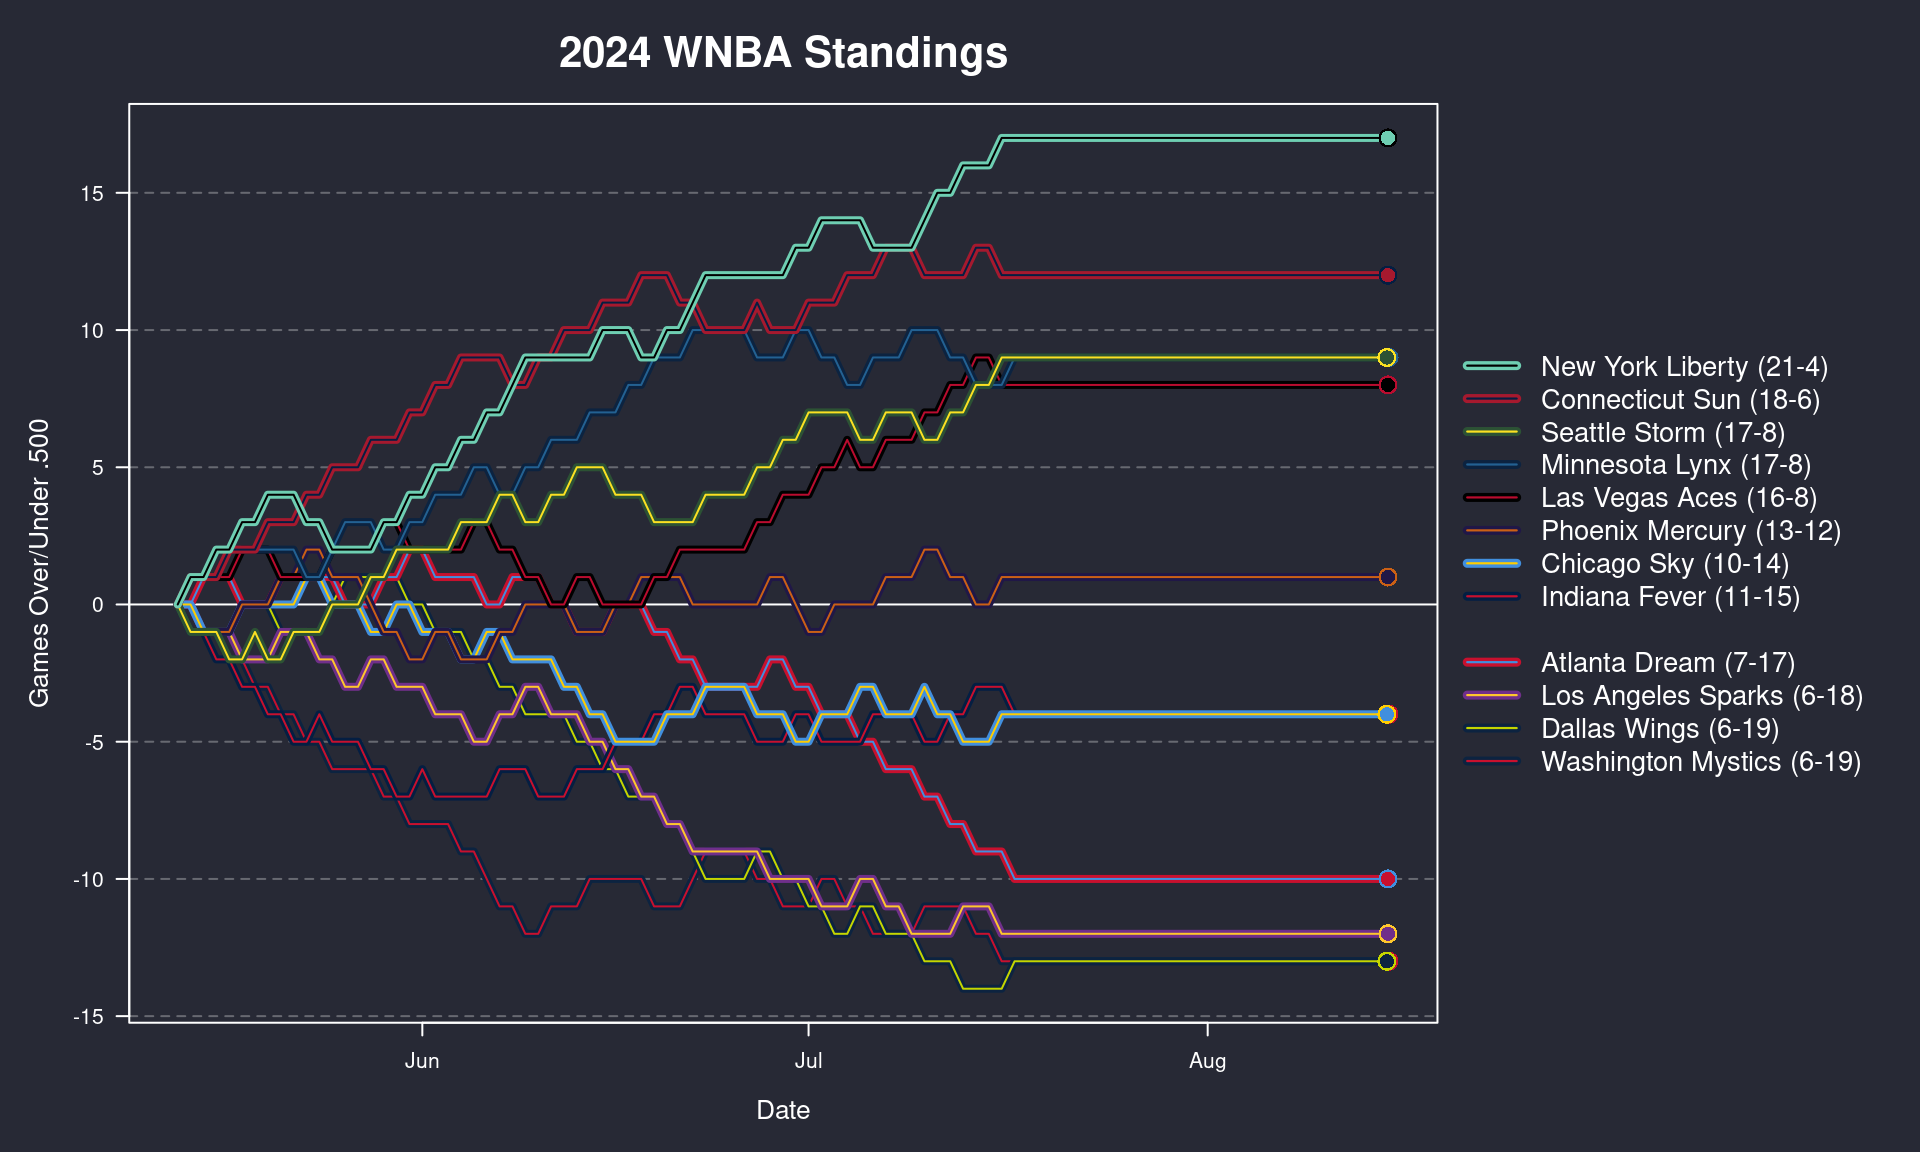 2024 WNBA Standings
Games Over/Under .500
15
10
5
0
-5
-10
-15
Jun
Jul
Aug
Date
New York Liberty (21-4)
Connecticut Sun (18-6)
Seattle Storm (17-8)
Minnesota Lynx (17-8)
Las Vegas Aces (16-8)
Phoenix Mercury (13-12)
Chicago Sky (10-14)
Indiana Fever (11-15)
Atlanta Dream (7-17)
Los Angeles Sparks (6-18)
Dallas Wings (6-19)
Washington Mystics (6-19)